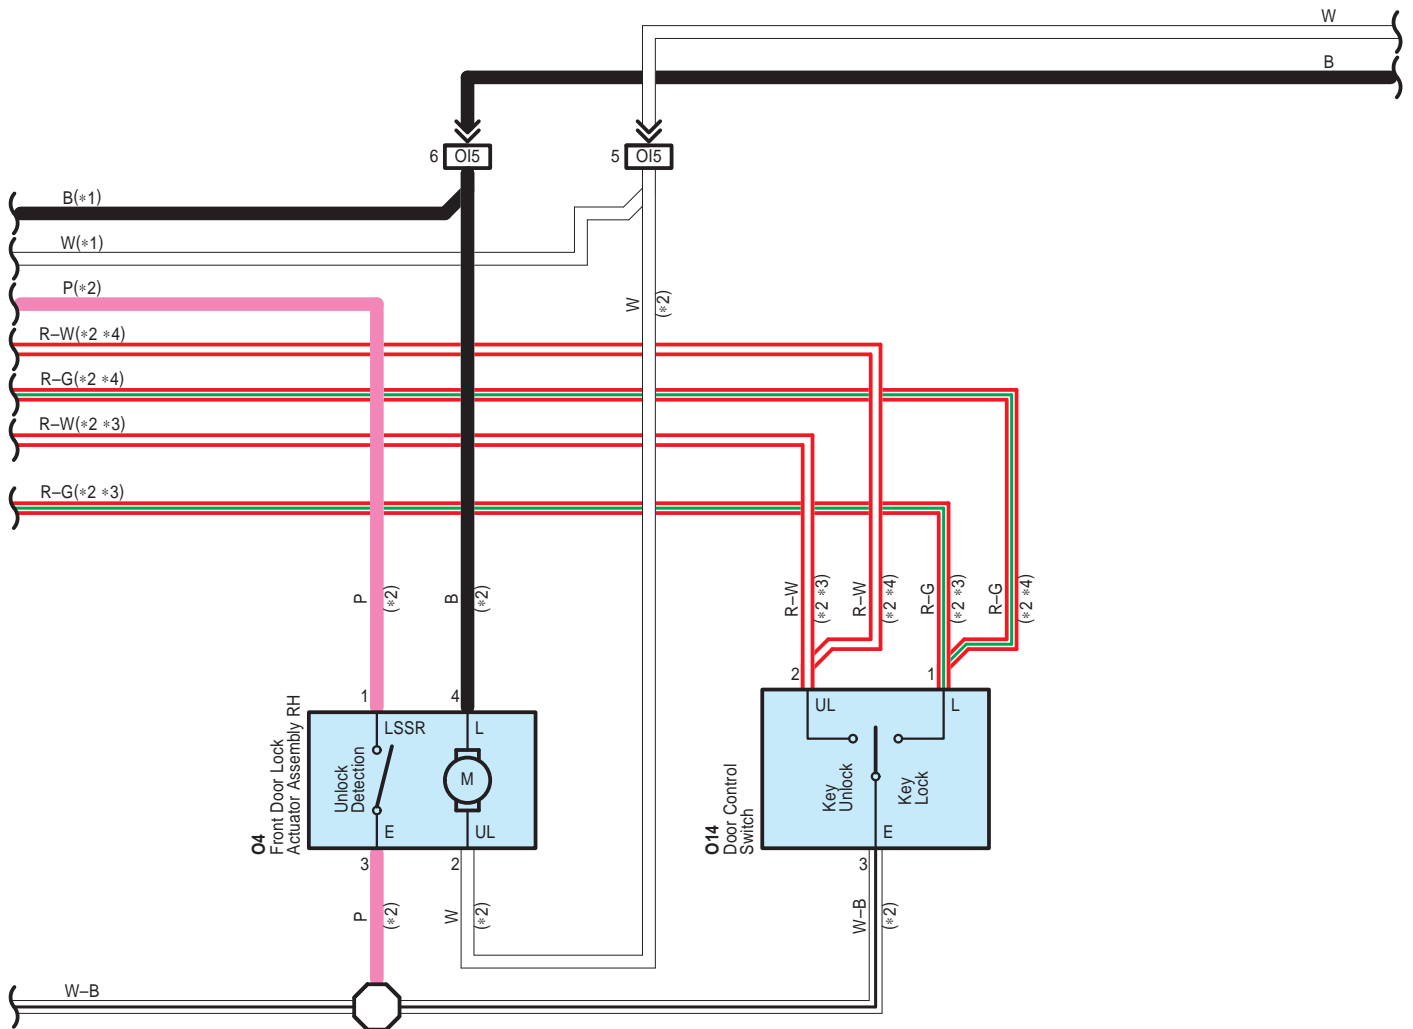 W
B
6 OI5
5 OI5
B(*1)
W(*1)
P(*2)
W (*2)
R–W(*2 *4)
R–G(*2 *4)
R–W(*2 *3)
R–G(*2 *3)
P (*2)
B (*2)
R–W (*2 *3)
R–W (*2 *4)
R–G (*2 *3)
R–G (*2 *4)
1
4
2
1
O4
Front Door Lock
Actuator Assembly RH
LSSR
L
Unlock
Detection
M
E
UL
3
2
O14
Door Control
Switch
UL
L
Key
Unlock
Key
Lock
E
3
P (*2)
W (*2)
W–B (*2)
W–B